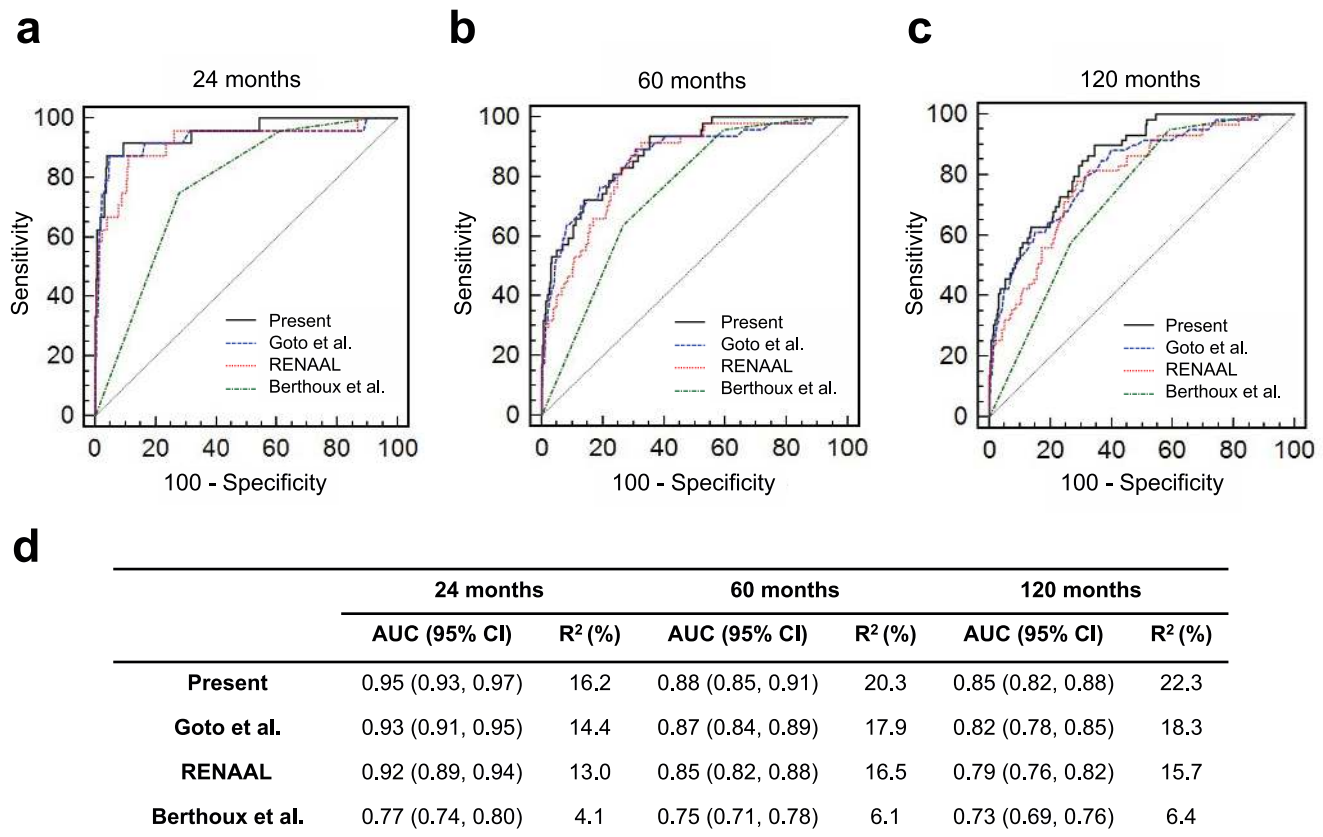 a
24 months
100
80
60
40
20
0
Sensitivity
Present
Goto et al.
RENAAL
Berthoux et al.
0 20 40 60 80 100
100 - Specificity
b
60 months
100
80
60
40
20
0
Sensitivity
Present
Goto et al.
RENAAL
Berthoux et al.
0 20 40 60 80 100
100 - Specificity
c
120 months
100
80
60
40
20
0
Sensitivity
Present
Goto et al.
RENAAL
Berthoux et al.
0 20 40 60 80 100
100 - Specificity
d
24 months 60 months 120 months
AUC (95% CI) R² (%) AUC (95% CI) R² (%) AUC (95% CI) R² (%)
Present 0.95 (0.93, 0.97) 16.2 0.88 (0.85, 0.91) 20.3 0.85 (0.82, 0.88) 22.3
Goto et al. 0.93 (0.91, 0.95) 14.4 0.87 (0.84, 0.89) 17.9 0.82 (0.78, 0.85) 18.3
RENAAL 0.92 (0.89, 0.94) 13.0 0.85 (0.82, 0.88) 16.5 0.79 (0.76, 0.82) 15.7
Berthoux et al. 0.77 (0.74, 0.80) 4.1 0.75 (0.71, 0.78) 6.1 0.73 (0.69, 0.76) 6.4